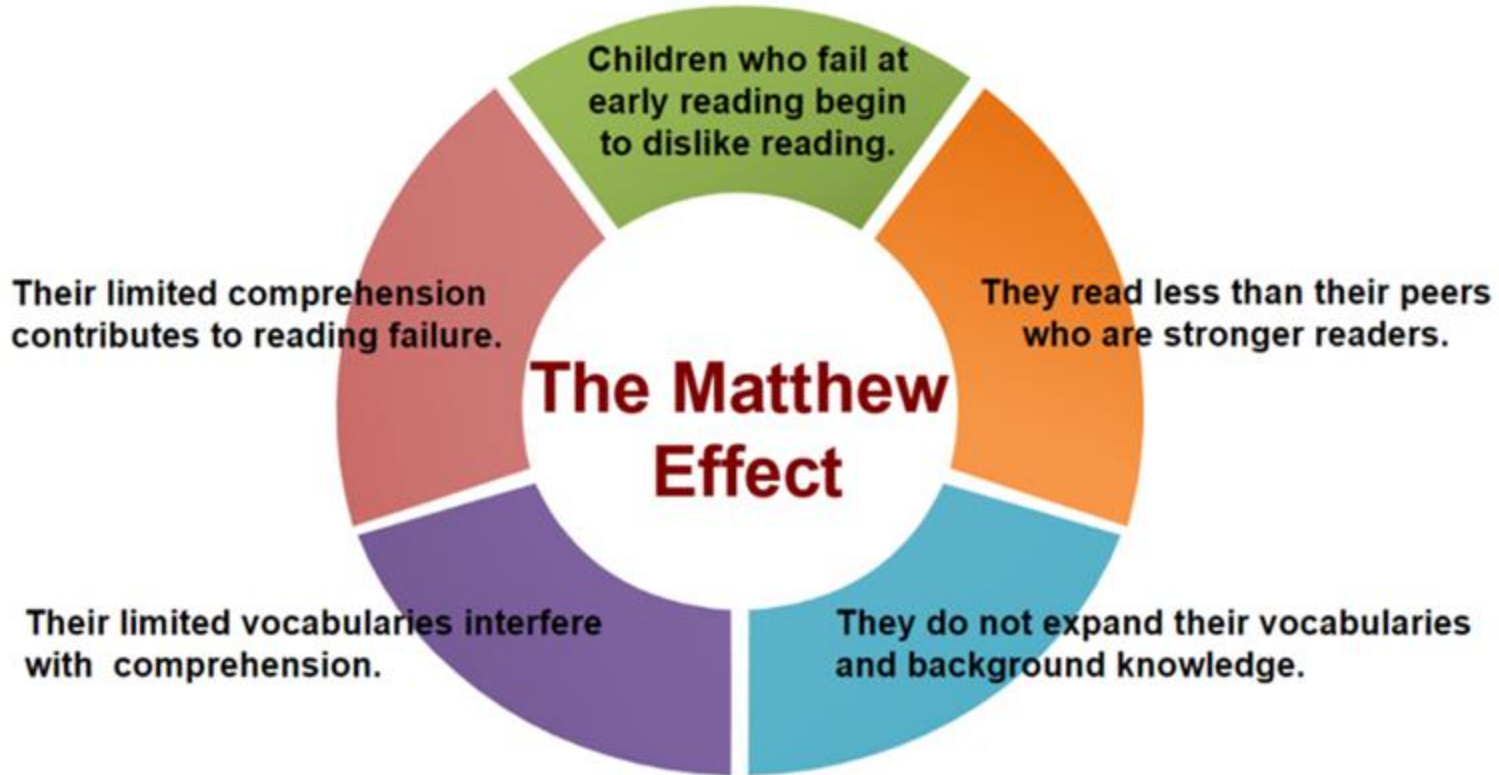 Children who fail at
early reading begin
to dislike reading.
They read less than their peers
who are stronger readers.
They do not expand their vocabularies
and background knowledge.
Their limited vocabularies interfere
with  comprehension.
Their limited comprehension
contributes to reading failure.
The Matthew
Effect